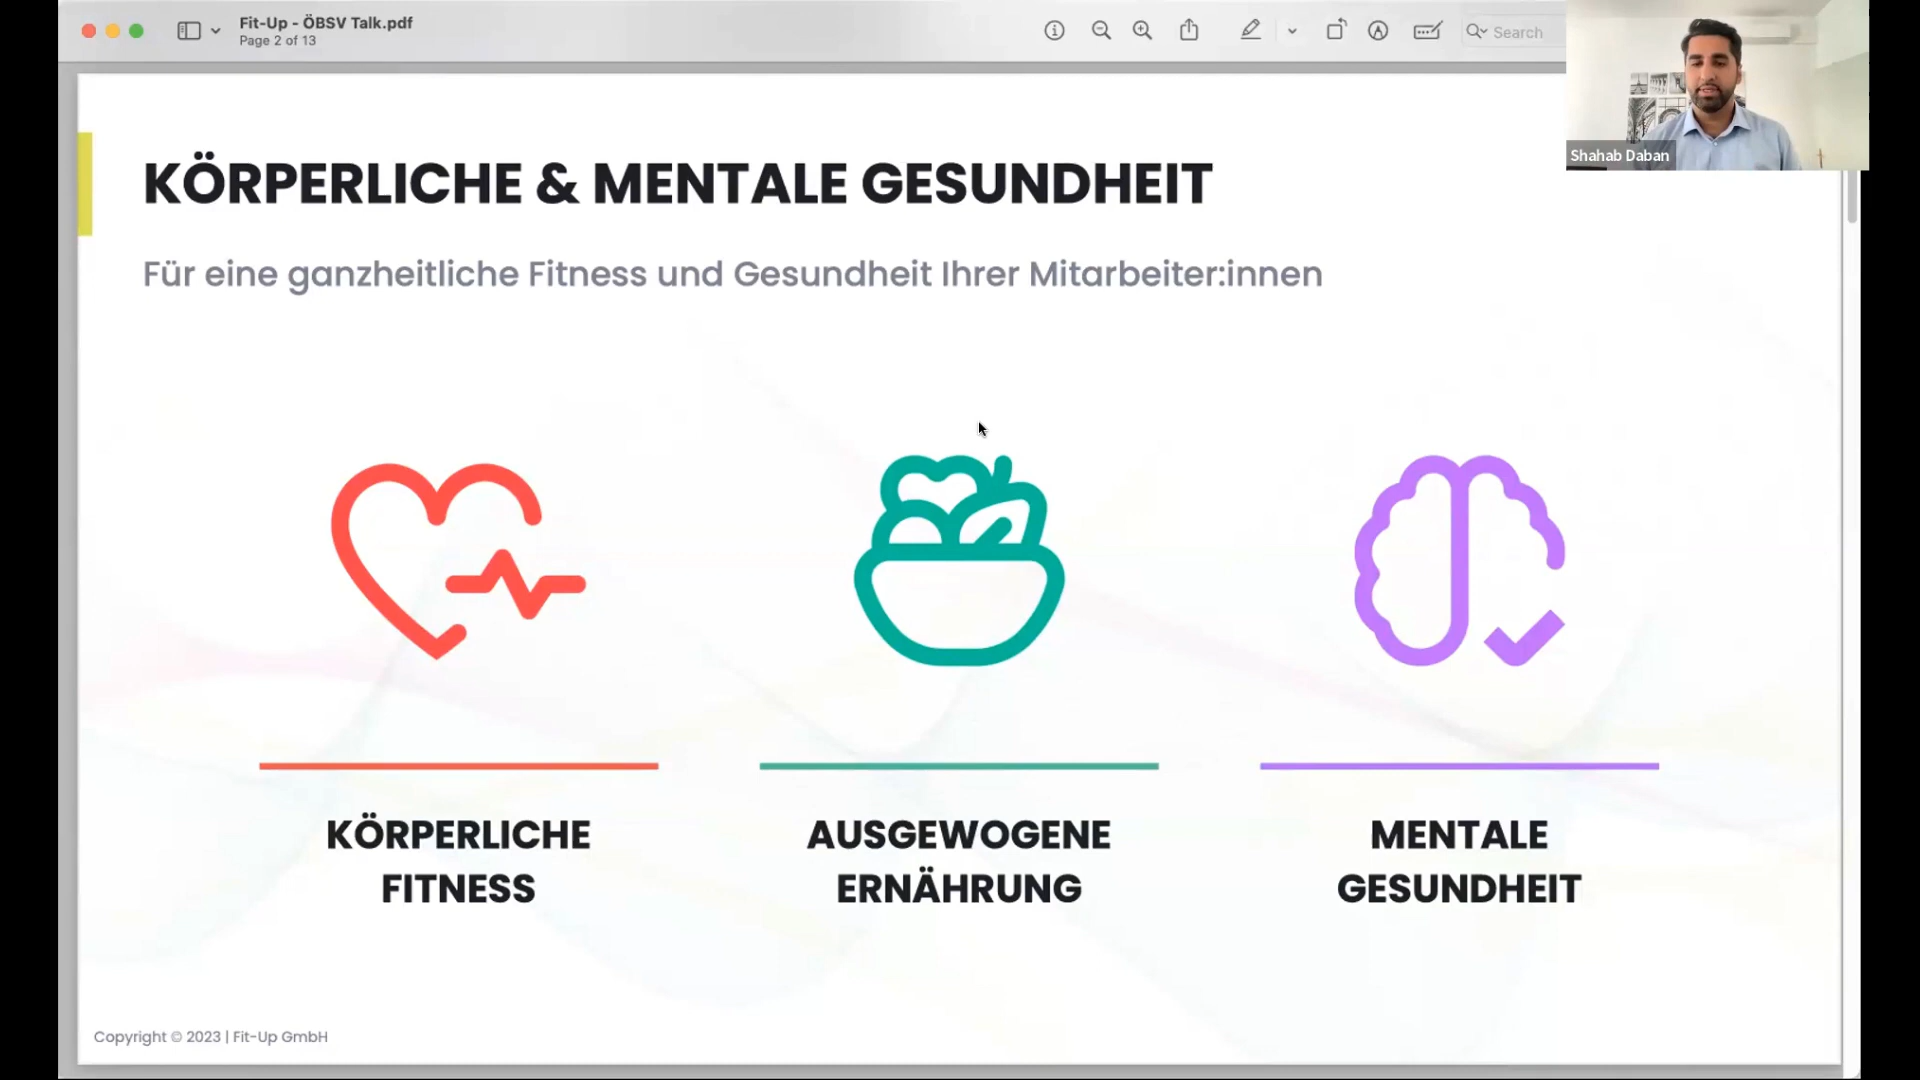 Fit-Up - ÖBSV Talk.pdf
Page 2 of 13
Search
Shahab Daban
KÖRPERLICHE & MENTALE GESUNDHEIT
Für eine ganzheitliche Fitness und Gesundheit Ihrer Mitarbeiter:innen
KÖRPERLICHE
FITNESS
AUSGEWOGENE
ERNÄHRUNG
MENTALE
GESUNDHEIT
Copyright © 2023 | Fit-Up GmbH